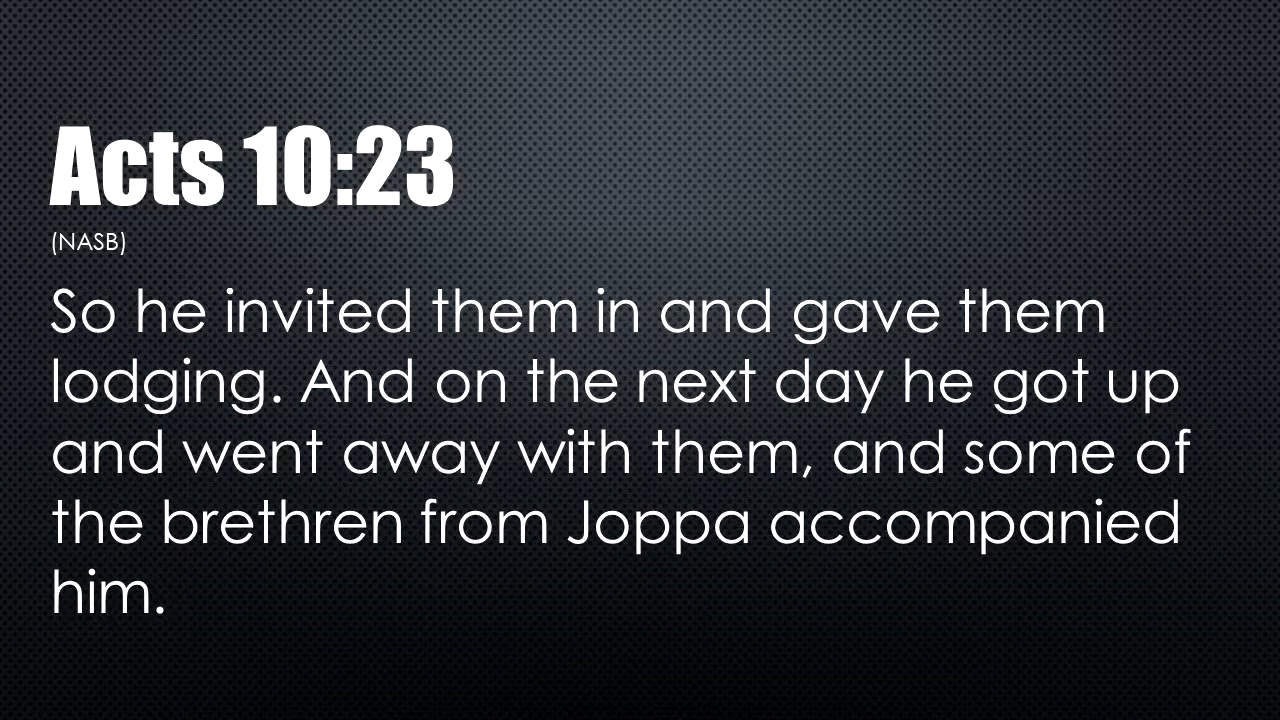 Acts 10:23
(NASB)
So he invited them in and gave them
lodging. And on the next day he got up
and went away with them, and some of
the brethren from Joppa accompanied
him.